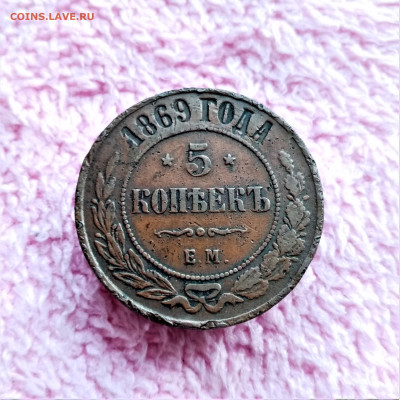 COINS.LAVE.RU
1869 ГОДА
5
КОПѢЕКЪ
Е.М.